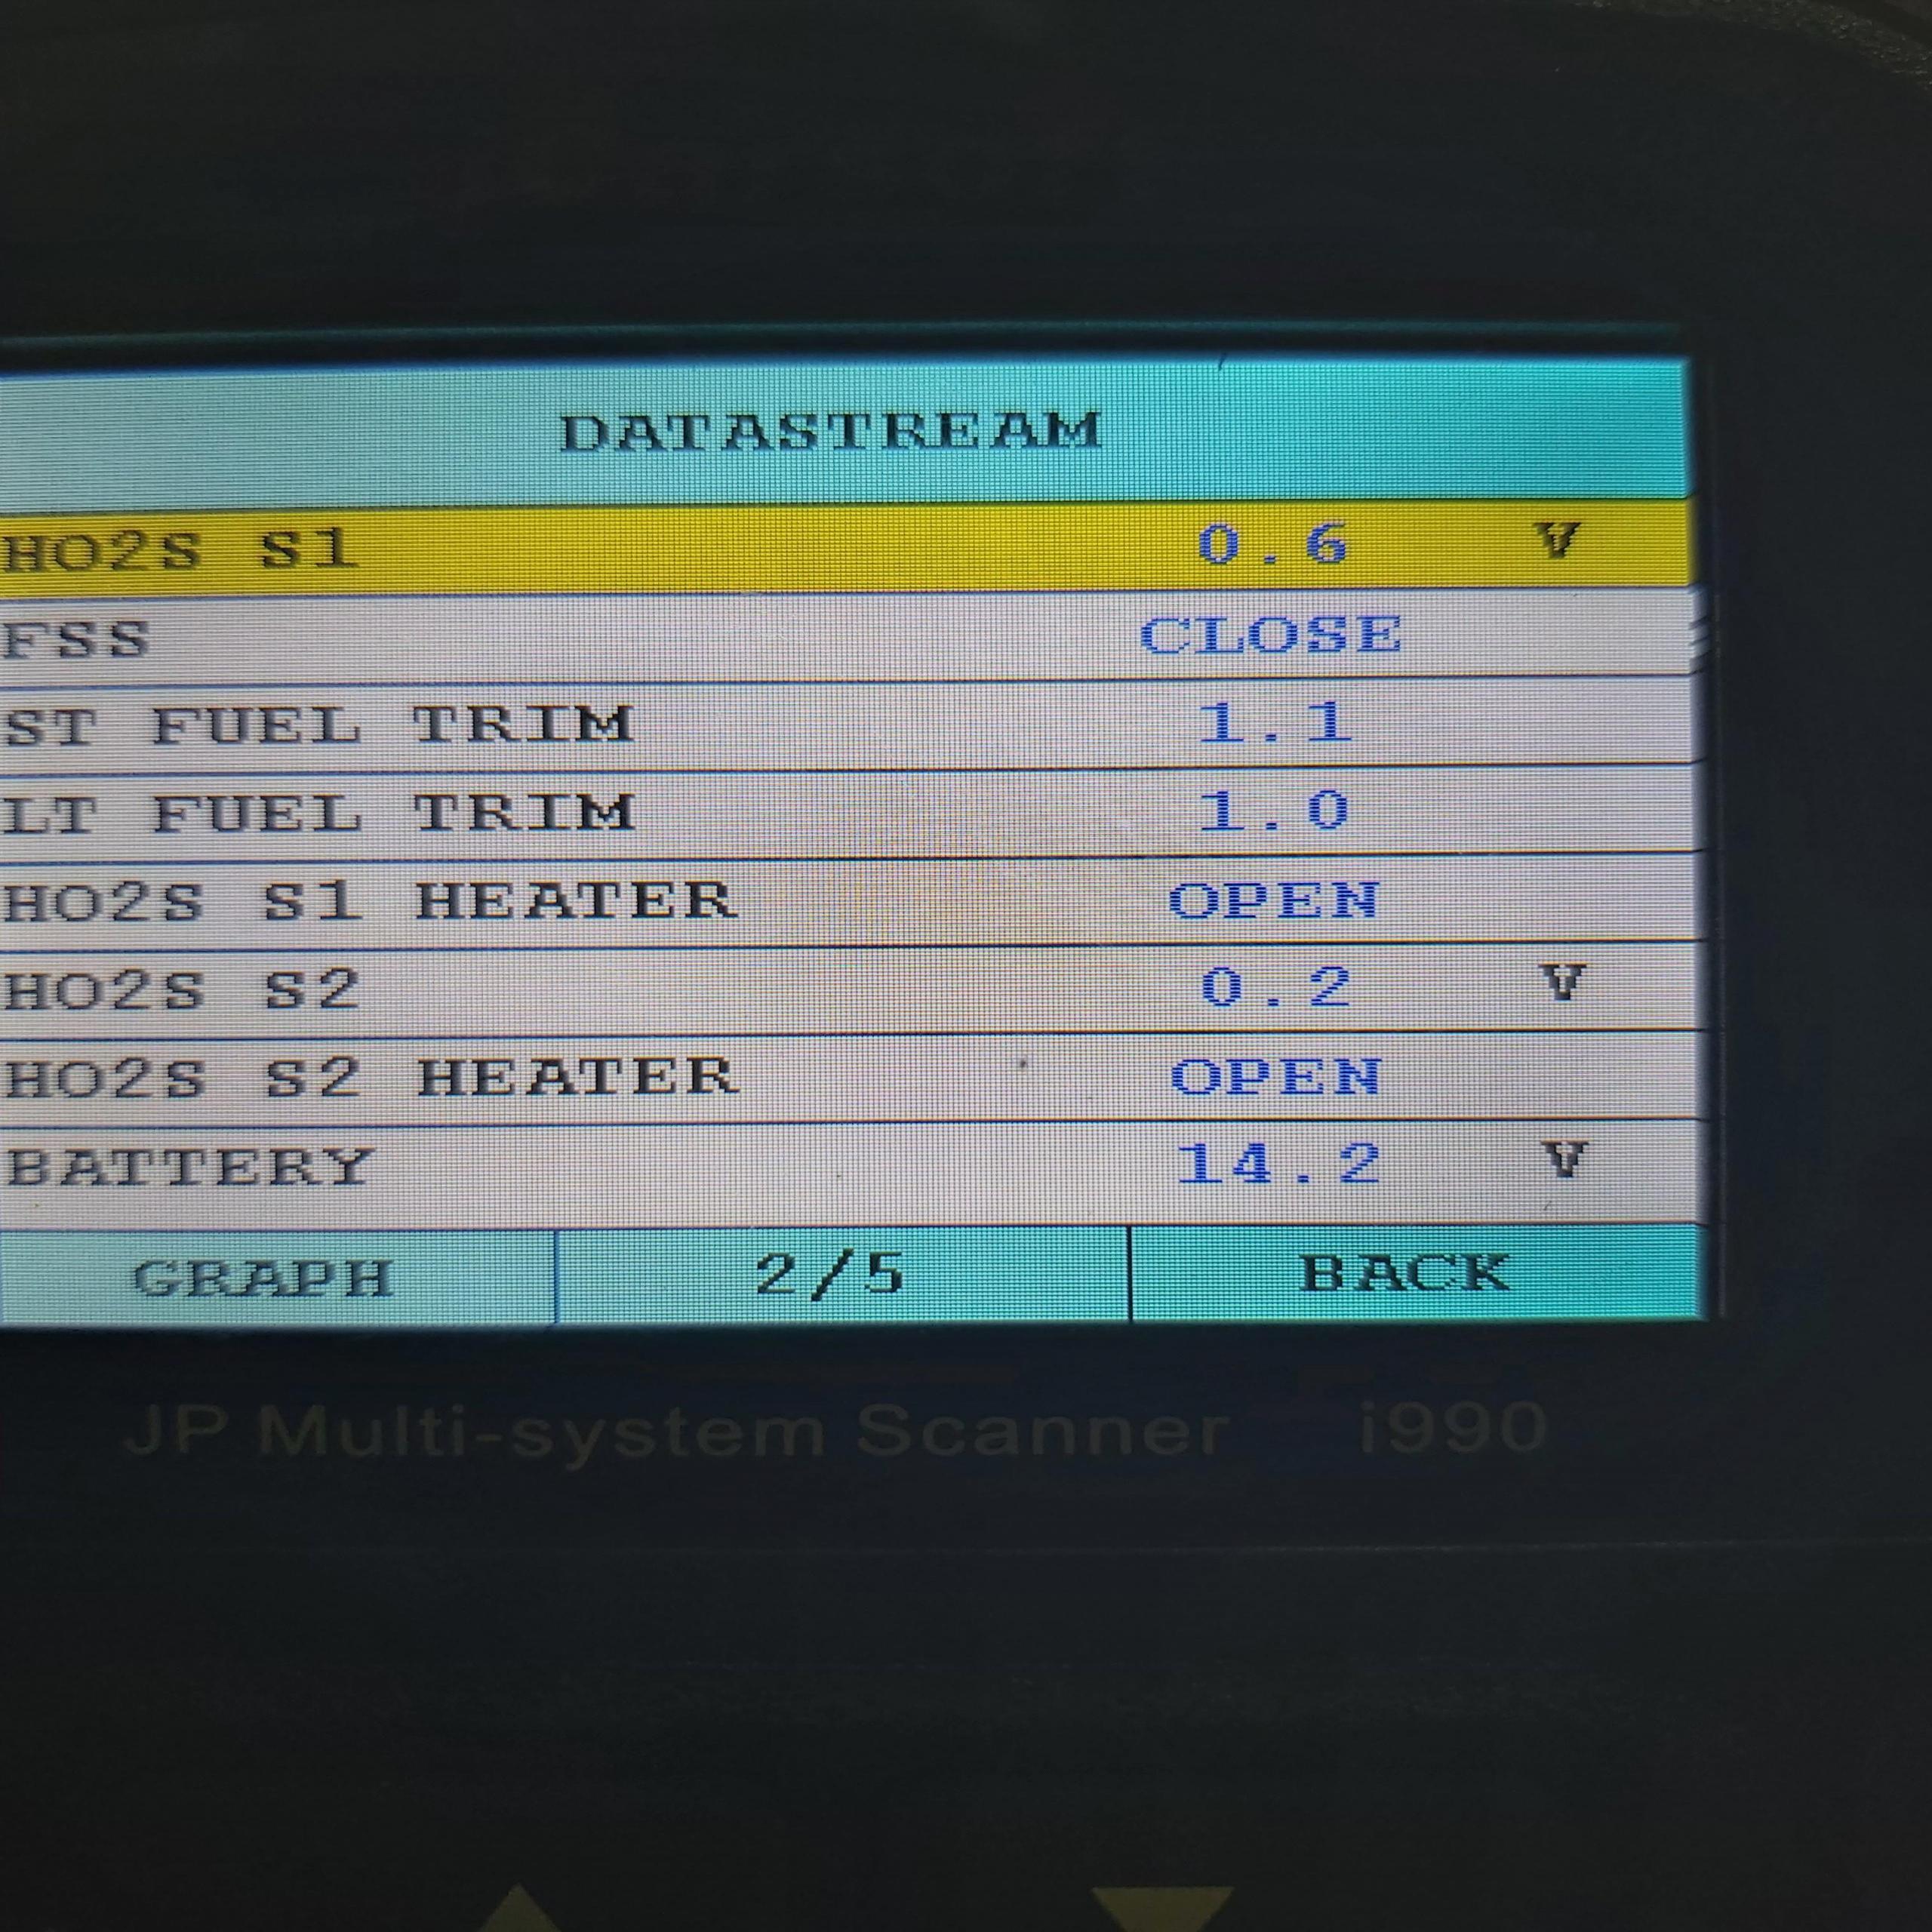 DATASTREAM
HO2S S1 0.6 V
FSS CLOSE
ST FUEL TRIM 1.1
LT FUEL TRIM 1.0
HO2S S1 HEATER OPEN
HO2S S2 0.2 V
HO2S S2 HEATER OPEN
BATTERY 14.2 V
GRAPH 2/5 BACK
JP Multi-system Scanner i990